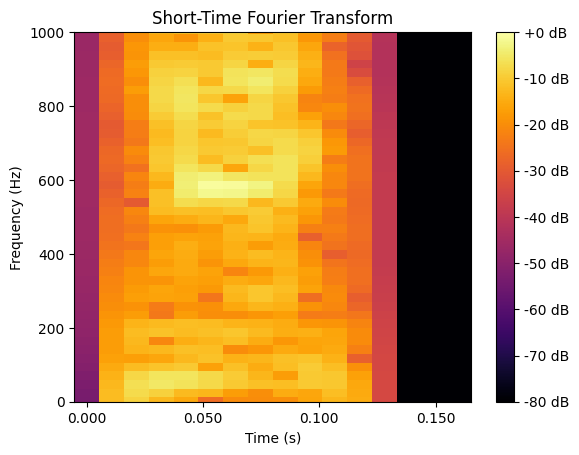 Short-Time Fourier Transform
1000
800
600
400
200
0
Frequency (Hz)
0.000
0.050
0.100
0.150
Time (s)
+0 dB
-10 dB
-20 dB
-30 dB
-40 dB
-50 dB
-60 dB
-70 dB
-80 dB